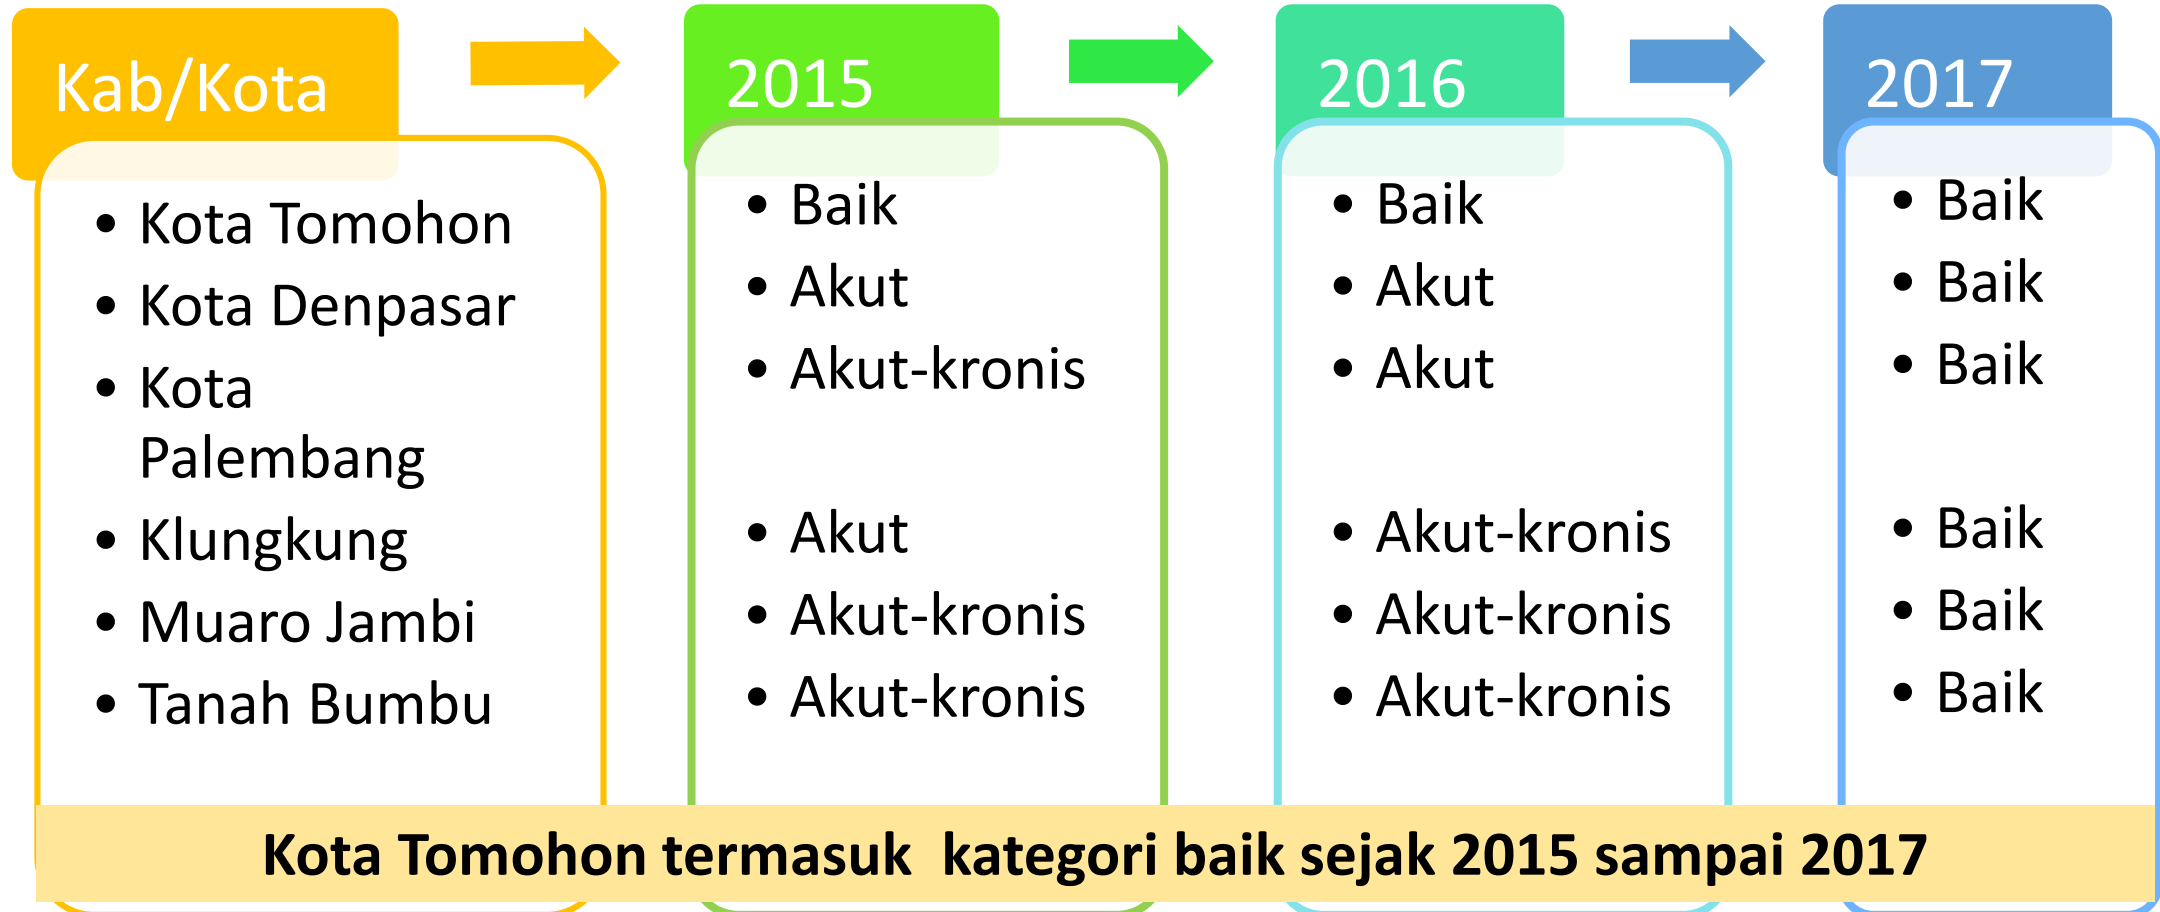 Kab/Kota
• Kota Tomohon
• Kota Denpasar
• Kota
Palembang
• Klungkung
• Muaro Jambi
• Tanah Bumbu
2015
• Baik
• Akut
• Akut-kronis
• Akut
• Akut-kronis
• Akut-kronis
2016
• Baik
• Akut
• Akut
• Akut-kronis
• Akut-kronis
• Akut-kronis
2017
• Baik
• Baik
• Baik
• Baik
• Baik
• Baik
Kota Tomohon termasuk  kategori baik sejak 2015 sampai 2017